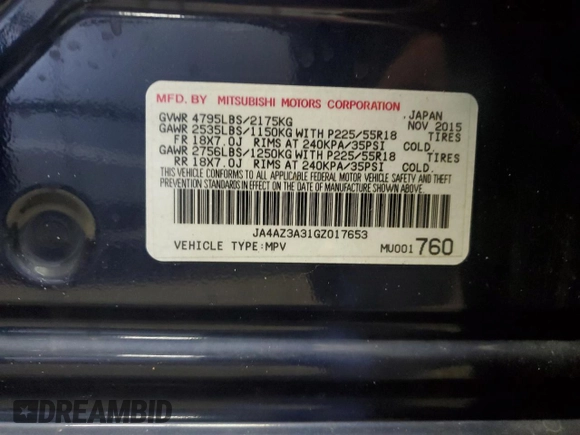 MFD. BY MITSUBISHI MOTORS CORPORATION
GVWR 4795LBS/2175KG JAPAN NOV 2015
GAWR 2535LBS/1150KG WITH P225/55R18 TIRES
FR 18X7.0J RIMS AT 240KPA/35PSI COLD.
GAWR 2756LBS/1250KG WITH P225/55R18 TIRES
RR 18X7.0J RIMS AT 240KPA/35PSI COLD.
THIS VEHICLE CONFORMS TO ALL APPLICABLE FEDERAL MOTOR VEHICLE SAFETY AND THEFT
PREVENTION STANDARDS IN EFFECT ON THE DATE OF MANUFACTURE SHOWN ABOVE.
JA4AZ3A31GZ017653
VEHICLE TYPE:MPV MU001760
DREAMBID